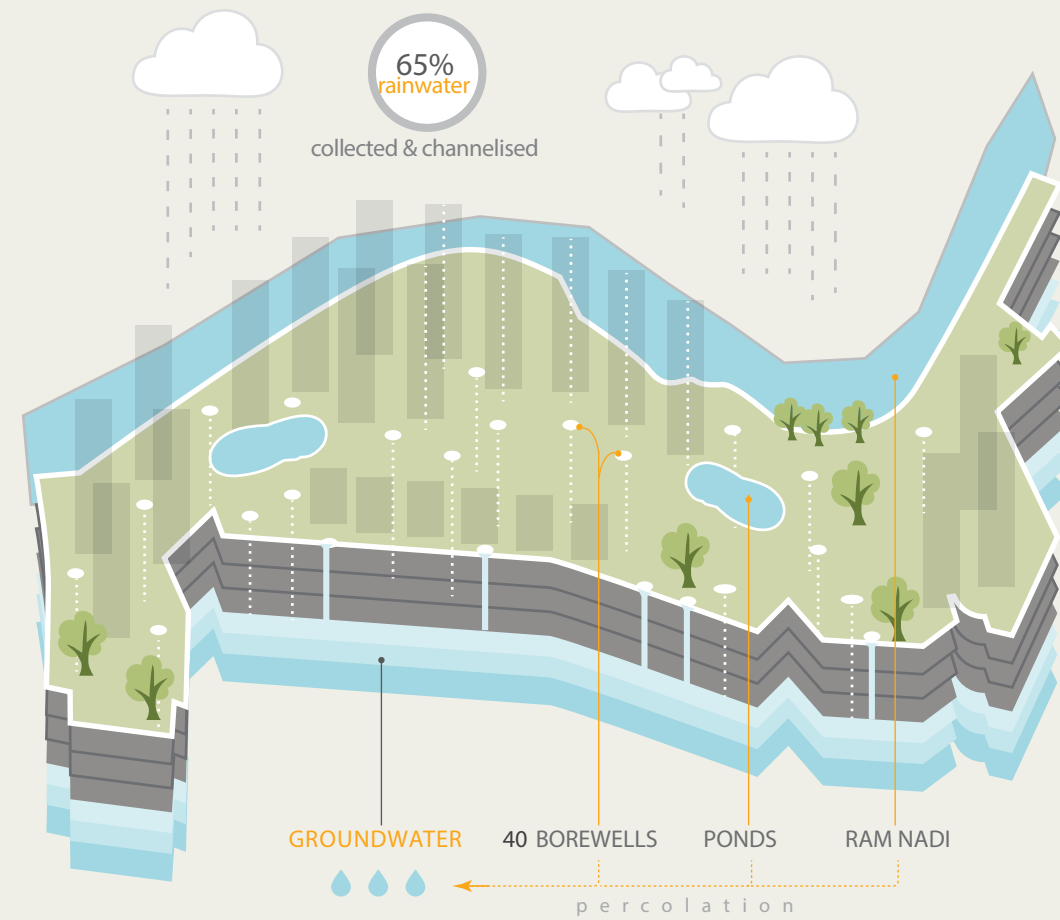 65%
rainwater
collected & channelised
GROUNDWATER
40 BOREWELLS
PONDS
RAM NADI
percolation